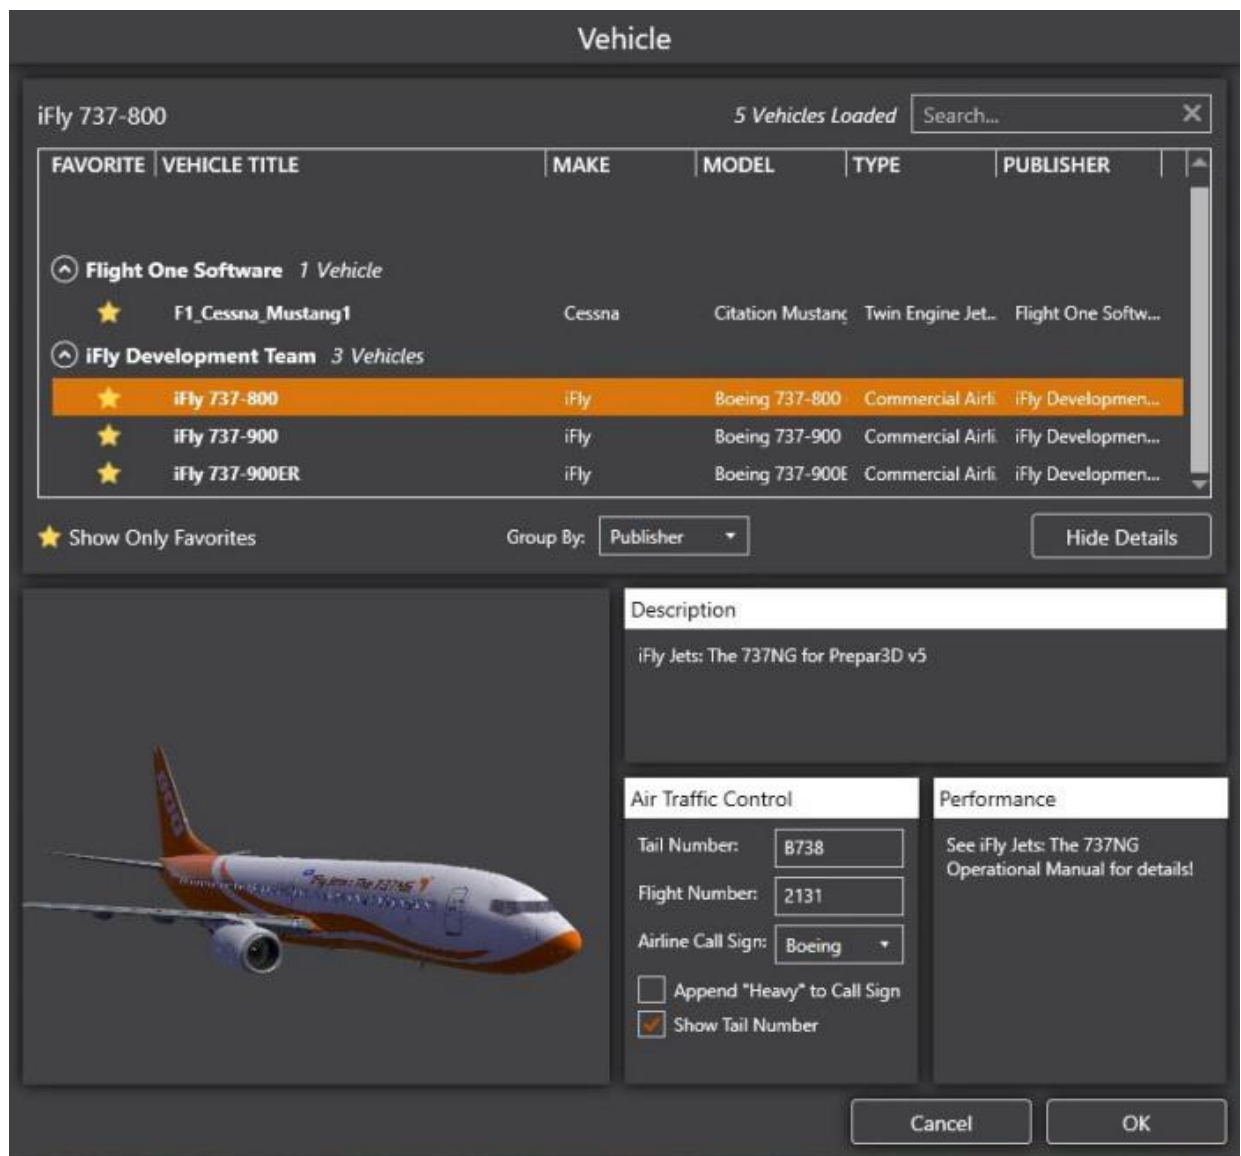 Vehicle
iFly 737-800 5 Vehicles Loaded Search...
FAVORITE VEHICLE TITLE MAKE MODEL TYPE PUBLISHER
Flight One Software 1 Vehicle
F1_Cessna_Mustang1 Cessna Citation Mustang Twin Engine Jet... Flight One Softw...
iFly Development Team 3 Vehicles
iFly 737-800 iFly Boeing 737-800 Commercial Airli iFly Developmen...
iFly 737-900 iFly Boeing 737-900 Commercial Airli iFly Developmen...
iFly 737-900ER iFly Boeing 737-900E Commercial Airli iFly Developmen...
Show Only Favorites Group By: Publisher Hide Details
Description
iFly Jets: The 737NG for Prepar3D v5
iFly Jets: The 737NG
Air Traffic Control
Tail Number: B738
Flight Number: 2131
Airline Call Sign: Boeing
Append "Heavy" to Call Sign
Show Tail Number
Performance
See iFly Jets: The 737NG
Operational Manual for details!
Cancel OK